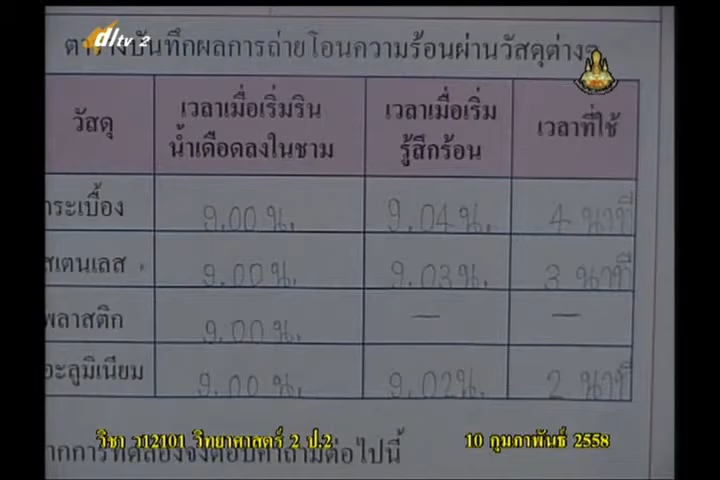 dltv 2
ตารางบันทึกผลการถ่ายโอนความร้อนผ่านวัสดุต่างๆ
วัสดุ
เวลาเมื่อเริ่มริน
น้ำเดือดลงในชาม
เวลาเมื่อเริ่ม
รู้สึกร้อน
เวลาที่ใช้
กระเบื้อง 9.00 น. 9.04 น. 4 นาที
สเตนเลส 9.00 น. 9.03 น. 3 นาที
พลาสติก 9.00 น. — —
อะลูมิเนียม 9.00 น. 9.02 น. 2 นาที
วิชา ว12101 วิทยาศาสตร์ 2 ป.2 10 กุมภาพันธ์ 2558
จากการทดลองจงตอบคำถามต่อไปนี้